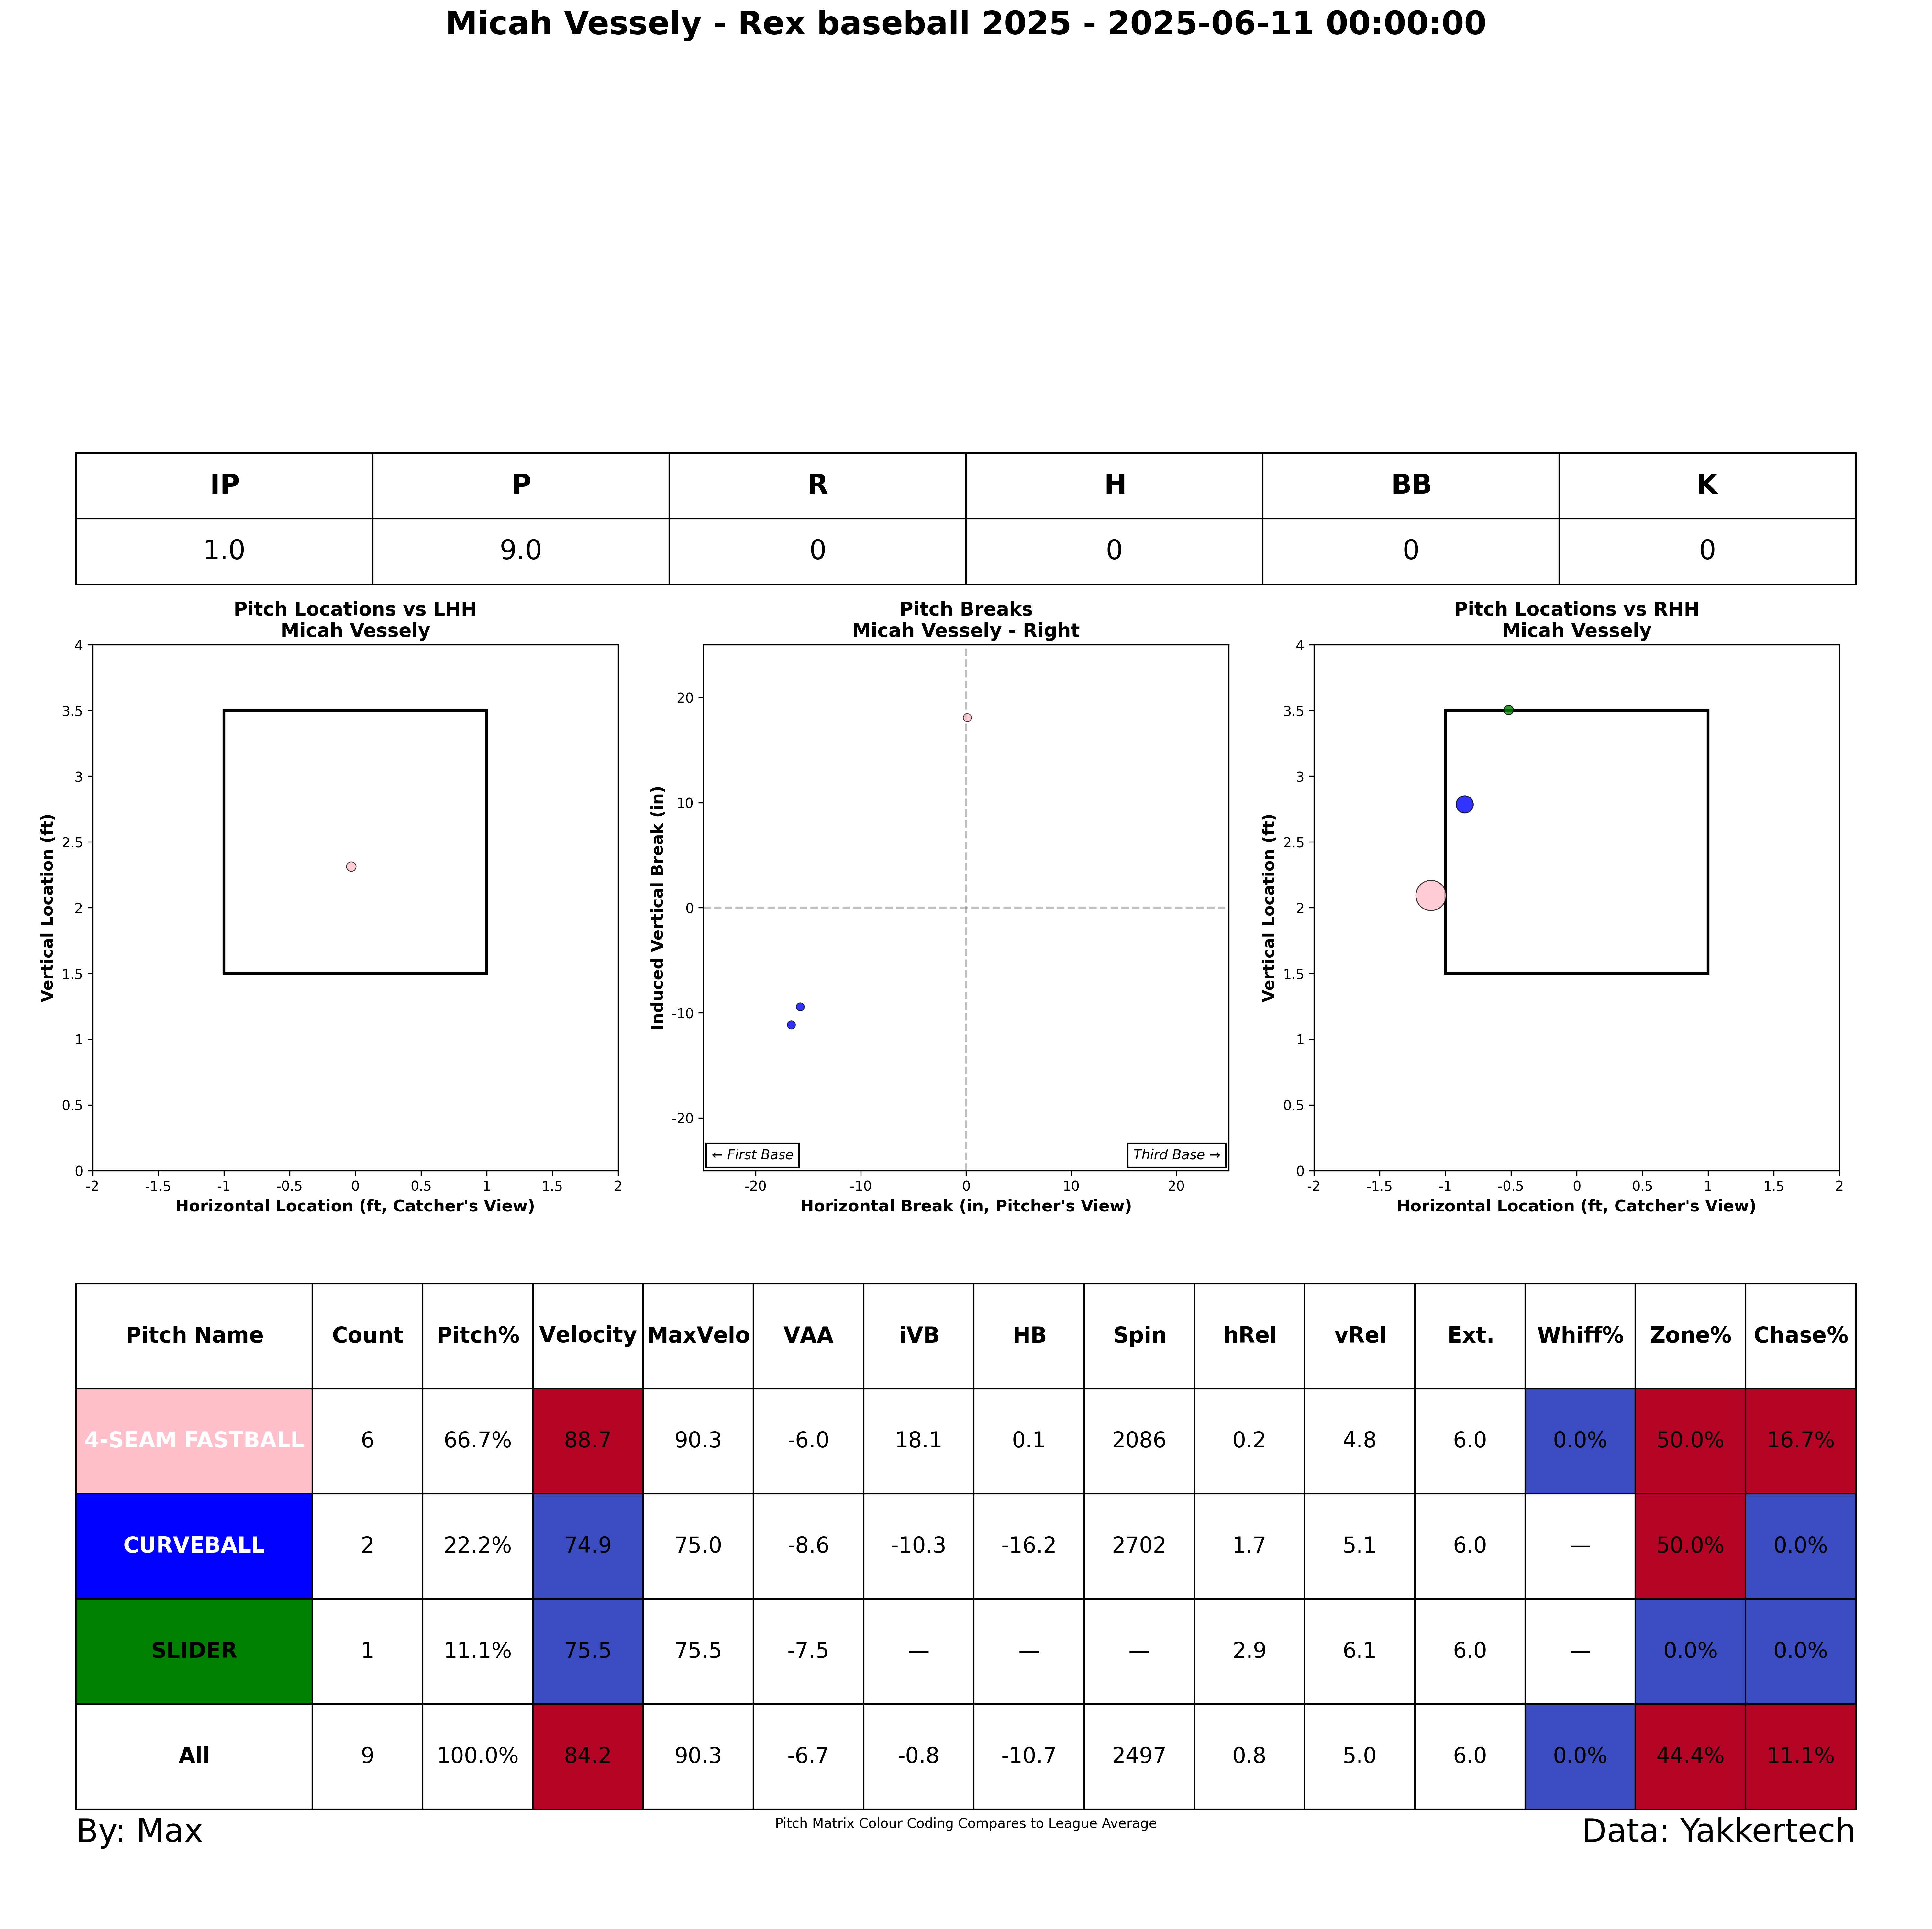 Micah Vessely - Rex baseball 2025 - 2025-06-11 00:00:00
IP P R H BB K
1.0 9.0 0 0 0 0
Pitch Locations vs LHH
Micah Vessely
4
3.5
3
2.5
2
1.5
1
0.5
0
-2 -1.5 -1 -0.5 0 0.5 1 1.5 2
Vertical Location (ft)
Horizontal Location (ft, Catcher's View)
Pitch Breaks
Micah Vessely - Right
20
10
0
-10
-20
← First Base Third Base →
-20 -10 0 10 20
Induced Vertical Break (in)
Horizontal Break (in, Pitcher's View)
Pitch Locations vs RHH
Micah Vessely
4
3.5
3
2.5
2
1.5
1
0.5
0
-2 -1.5 -1 -0.5 0 0.5 1 1.5 2
Vertical Location (ft)
Horizontal Location (ft, Catcher's View)
Pitch Name Count Pitch% Velocity MaxVelo VAA iVB HB Spin hRel vRel Ext. Whiff% Zone% Chase%
4-SEAM FASTBALL 6 66.7% 88.7 90.3 -6.0 18.1 0.1 2086 0.2 4.8 6.0 0.0% 50.0% 16.7%
CURVEBALL 2 22.2% 74.9 75.0 -8.6 -10.3 -16.2 2702 1.7 5.1 6.0 — 50.0% 0.0%
SLIDER 1 11.1% 75.5 75.5 -7.5 — — — 2.9 6.1 6.0 — 0.0% 0.0%
All 9 100.0% 84.2 90.3 -6.7 -0.8 -10.7 2497 0.8 5.0 6.0 0.0% 44.4% 11.1%
By: Max
Pitch Matrix Colour Coding Compares to League Average
Data: Yakkertech